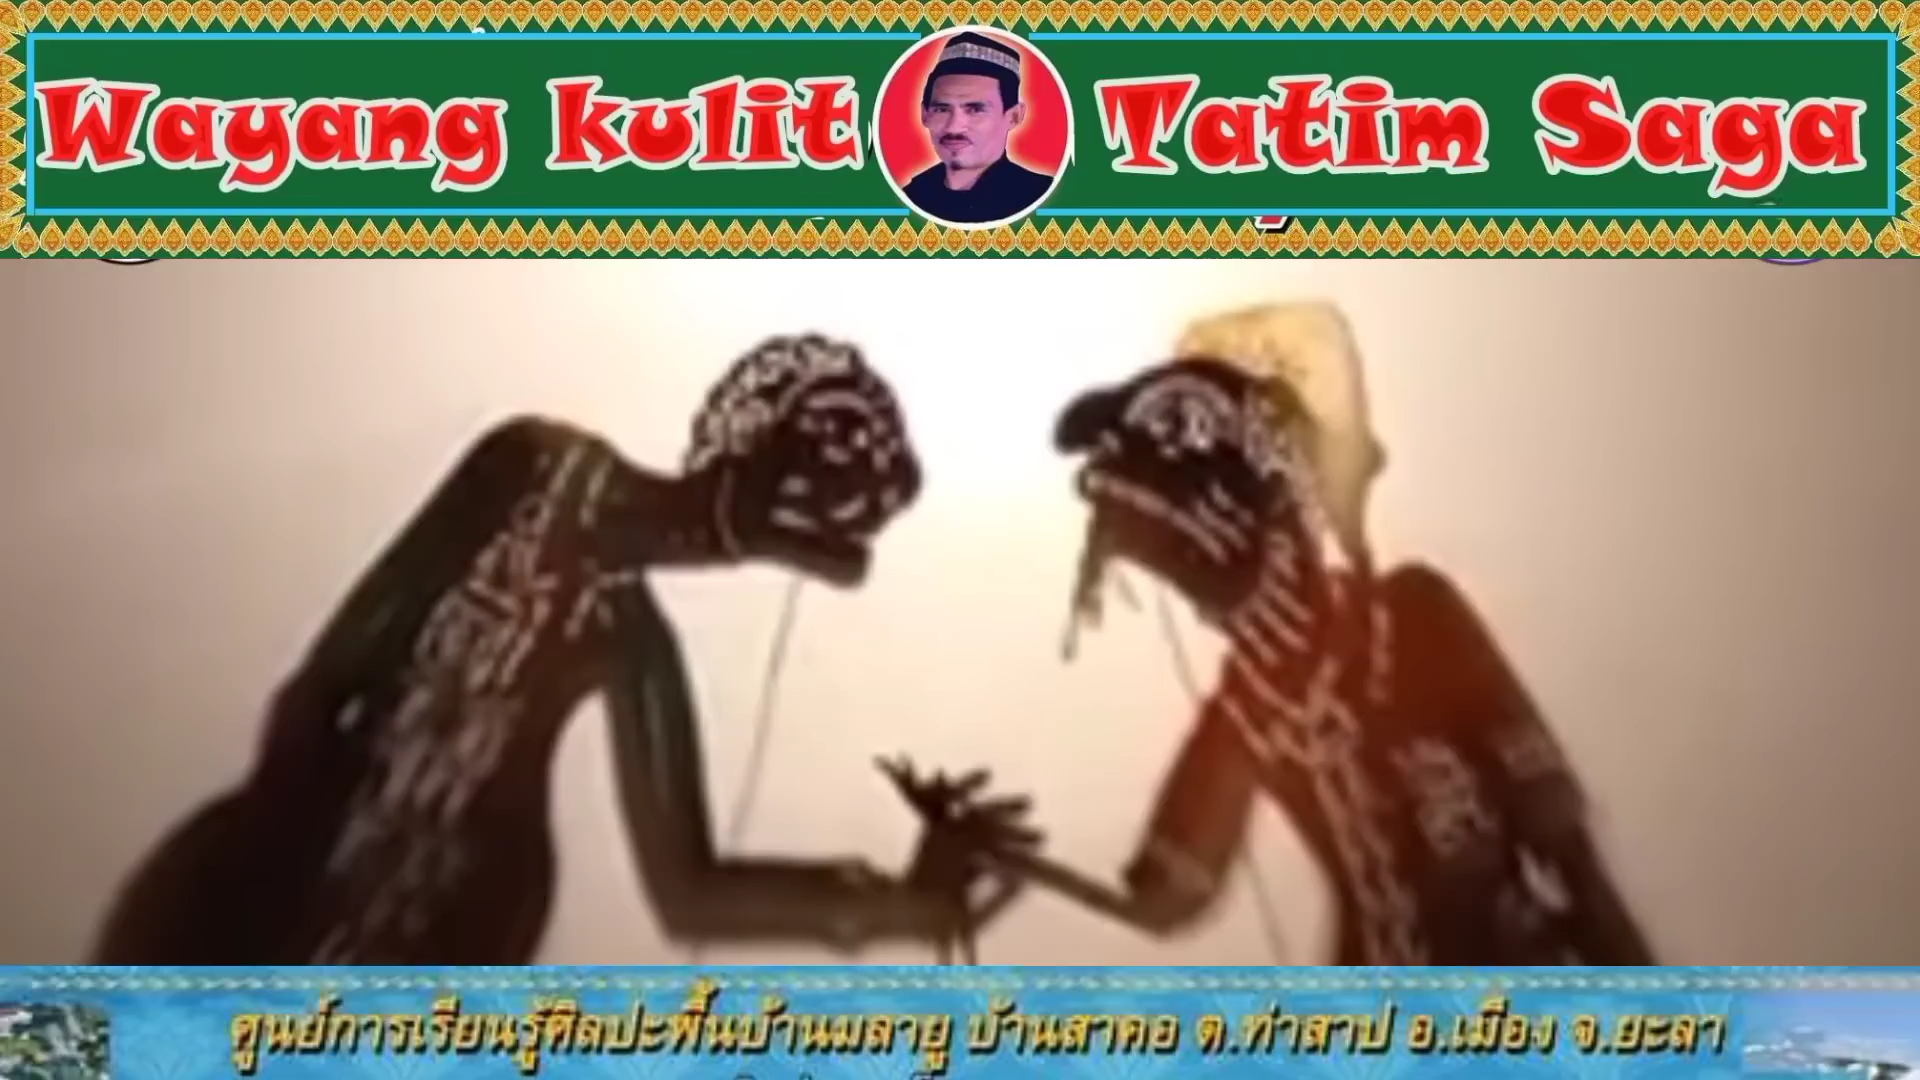 Wayang kulit Tatim Saga
ศูนย์การเรียนรู้ศิลปะพื้นบ้านมลายู บ้านสาคอ ต.ท่าสาป อ.เมือง จ.ยะลา